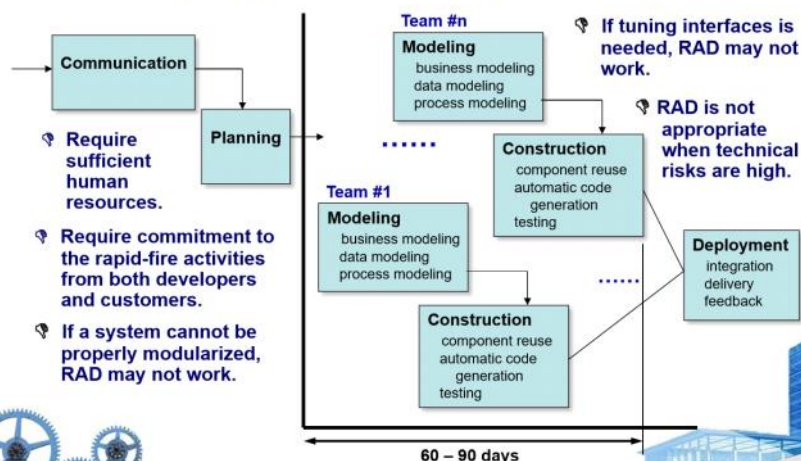 Communication
Planning
Require
sufficient
human
resources.
Require commitment to
the rapid-fire activities
from both developers
and customers.
If a system cannot be
properly modularized,
RAD may not work.
Team #n
Modeling
business modeling
data modeling
process modeling
......
Construction
component reuse
automatic code
generation
testing
Team #1
Modeling
business modeling
data modeling
process modeling
......
Construction
component reuse
automatic code
generation
testing
If tuning interfaces is
needed, RAD may not
work.
RAD is not
appropriate
when technical
risks are high.
Deployment
integration
delivery
feedback
60 – 90 days